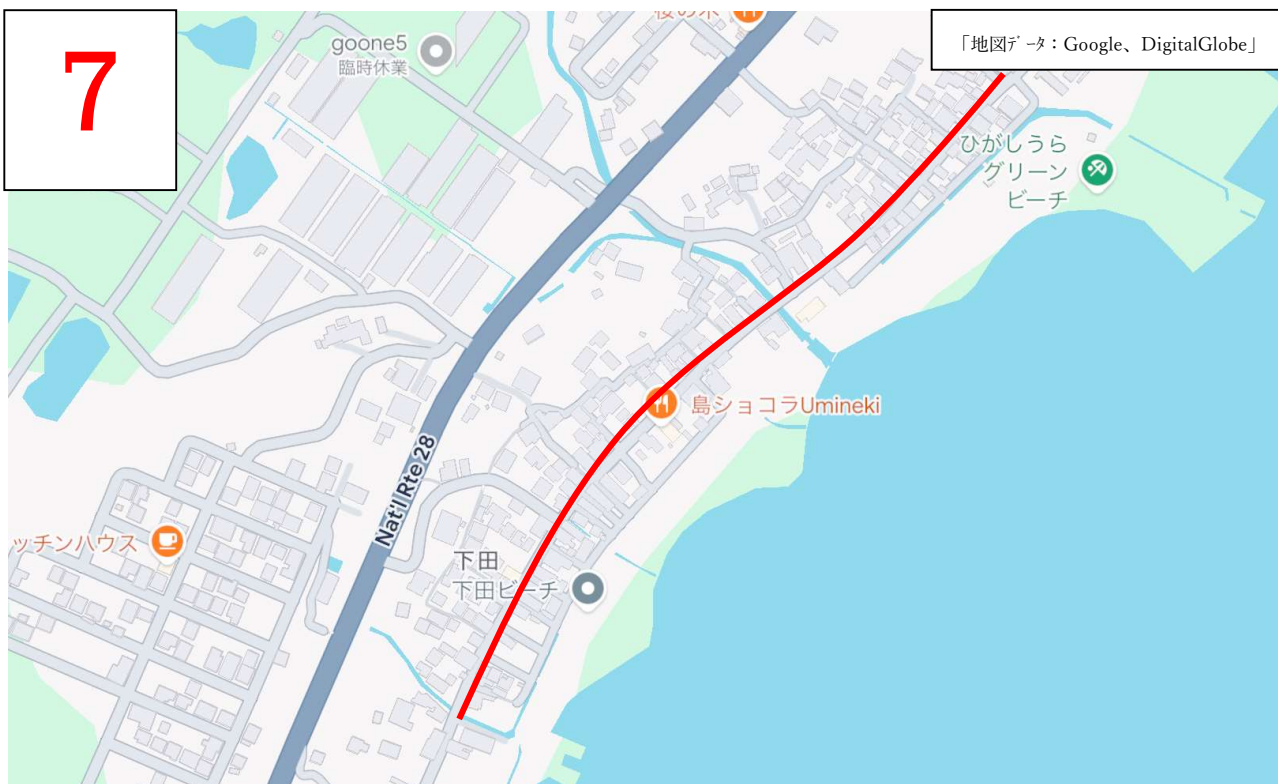 7
「地図データ：Google、DigitalGlobe」
goone5
臨時休業
ひがしうら
グリーン
ビーチ
島ショコラUmineki
Nat'l Rte 28
ッチンハウス
下田
下田ビーチ